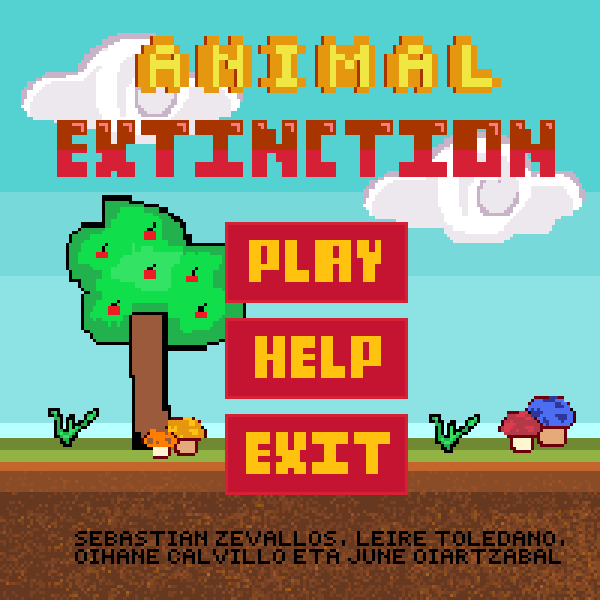 ANIMAL
EXTINCTION
PLAY
HELP
EXIT
SEBASTIAN ZEVALLOS, LEIRE TOLEDANO,
OIHANE CALVILLO ETA JUNE OIARTZABAL